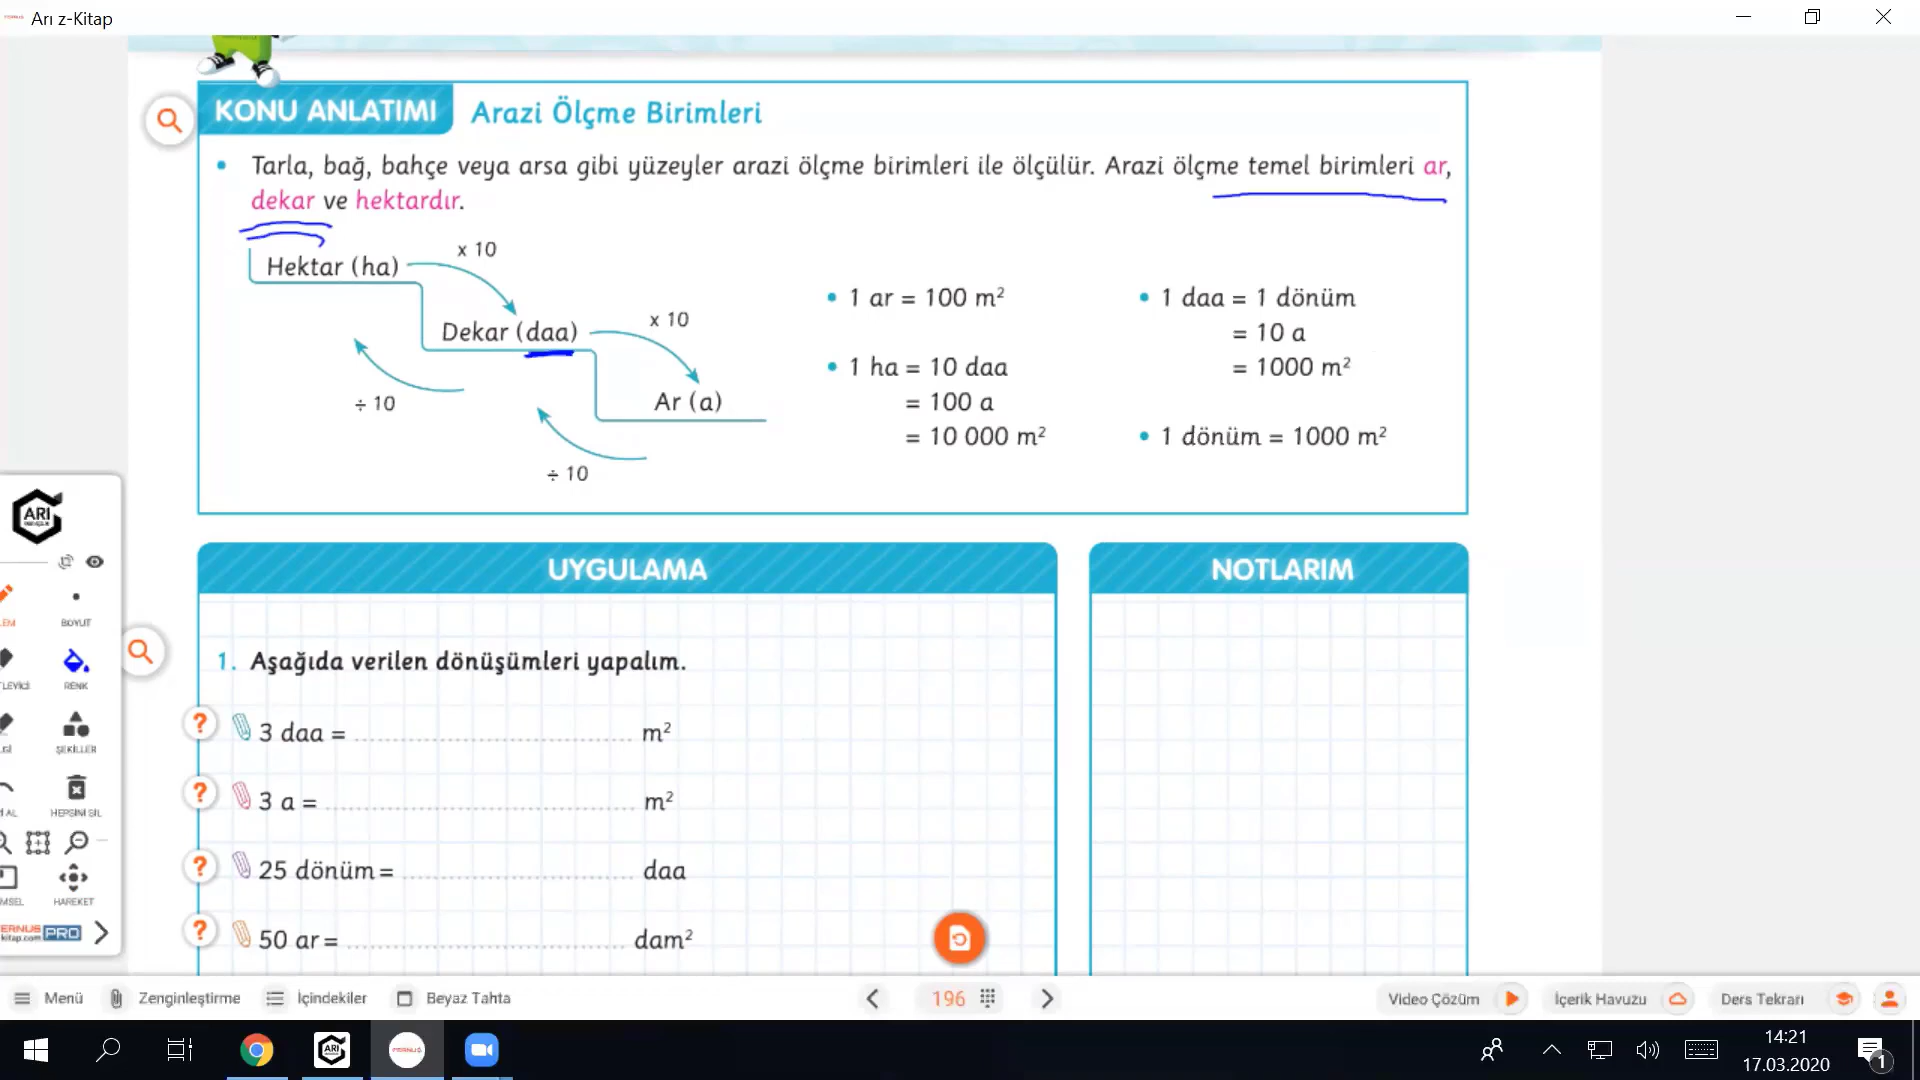 Arı z-Kitap
KONU ANLATIMI
Arazi Ölçme Birimleri
• Tarla, bağ, bahçe veya arsa gibi yüzeyler arazi ölçme birimleri ile ölçülür. Arazi ölçme temel birimleri ar,
dekar ve hektardır.
x 10
Hektar (ha)
x 10
Dekar (daa)
÷ 10
Ar (a)
÷ 10
• 1 ar = 100 m²
• 1 ha = 10 daa
= 100 a
= 10 000 m²
• 1 daa = 1 dönüm
= 10 a
= 1000 m²
• 1 dönüm = 1000 m²
UYGULAMA
NOTLARIM
1. Aşağıda verilen dönüşümleri yapalım.
? 3 daa = ........................................ m²
? 3 a = ............................................ m²
? 25 dönüm = ................................. daa
? 50 ar = ........................................ dam²
ARI
BOYUT
RENK
ŞEKİLLER
HEPSİNİ SİL
HAREKET
PRO
Menü
Zenginleştirme
İçindekiler
Beyaz Tahta
196
Video Çözüm
İçerik Havuzu
Ders Tekrarı
ARI
FERNUS
14:21
17.03.2020
1